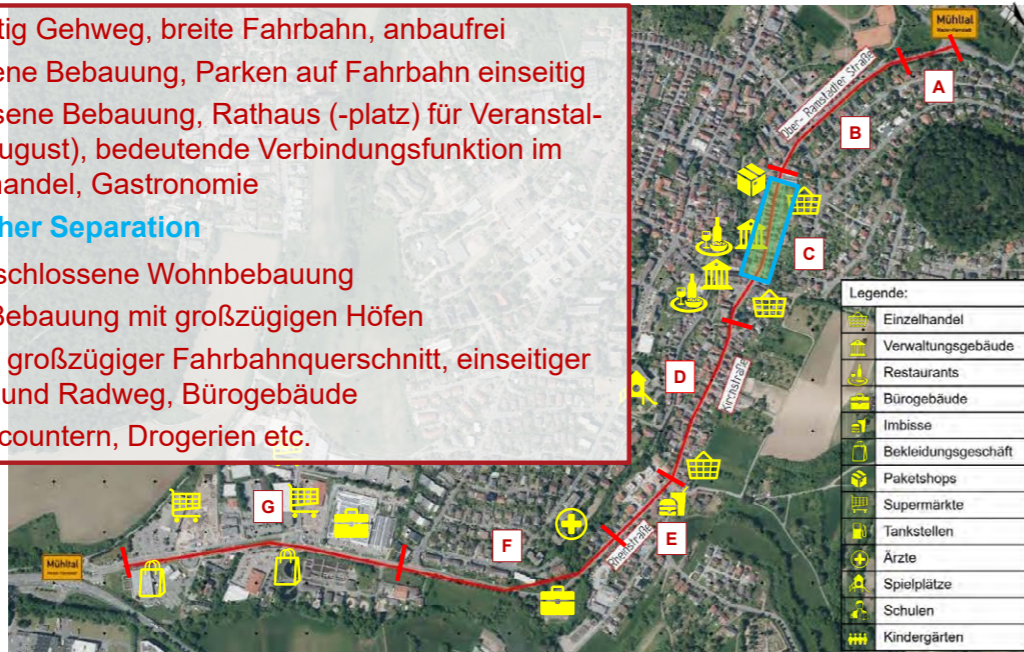 tig Gehweg, breite Fahrbahn, anbaufrei
ene Bebauung, Parken auf Fahrbahn einseitig
sene Bebauung, Rathaus (-platz) für Veranstal-
ugust), bedeutende Verbindungsfunktion im
handel, Gastronomie
her Separation
schlossene Wohnbebauung
Bebauung mit großzügigen Höfen
großzügiger Fahrbahnquerschnitt, einseitiger
und Radweg, Bürogebäude
countern, Drogerien etc.
Mühltal
A
Ober- Ramstädter Straße
B
C
D
Kirchstraße
E
Rheinstraße
F
G
Mühltal
Legende:
Einzelhandel
Verwaltungsgebäude
Restaurants
Bürogebäude
Imbisse
Bekleidungsgeschäft
Paketshops
Supermärkte
Tankstellen
Ärzte
Spielplätze
Schulen
Kindergärten